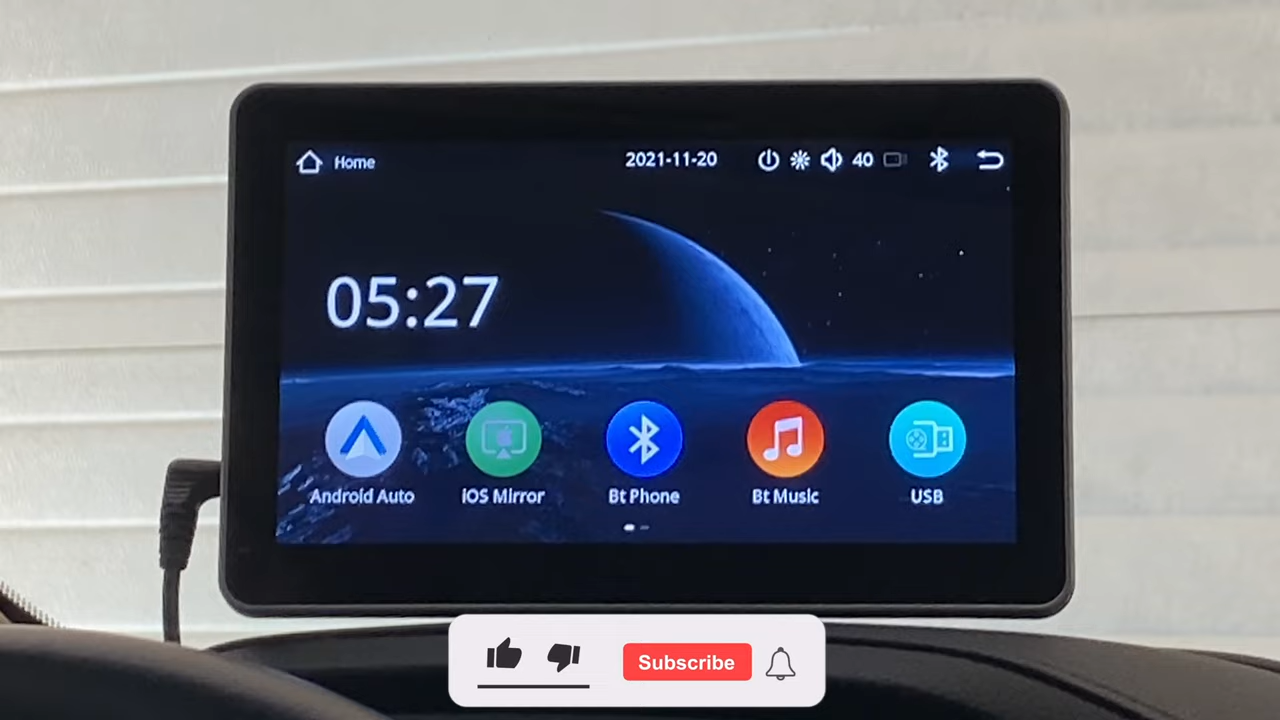 Home 2021-11-20 40
05:27
Android Auto iOS Mirror Bt Phone Bt Music USB
Subscribe